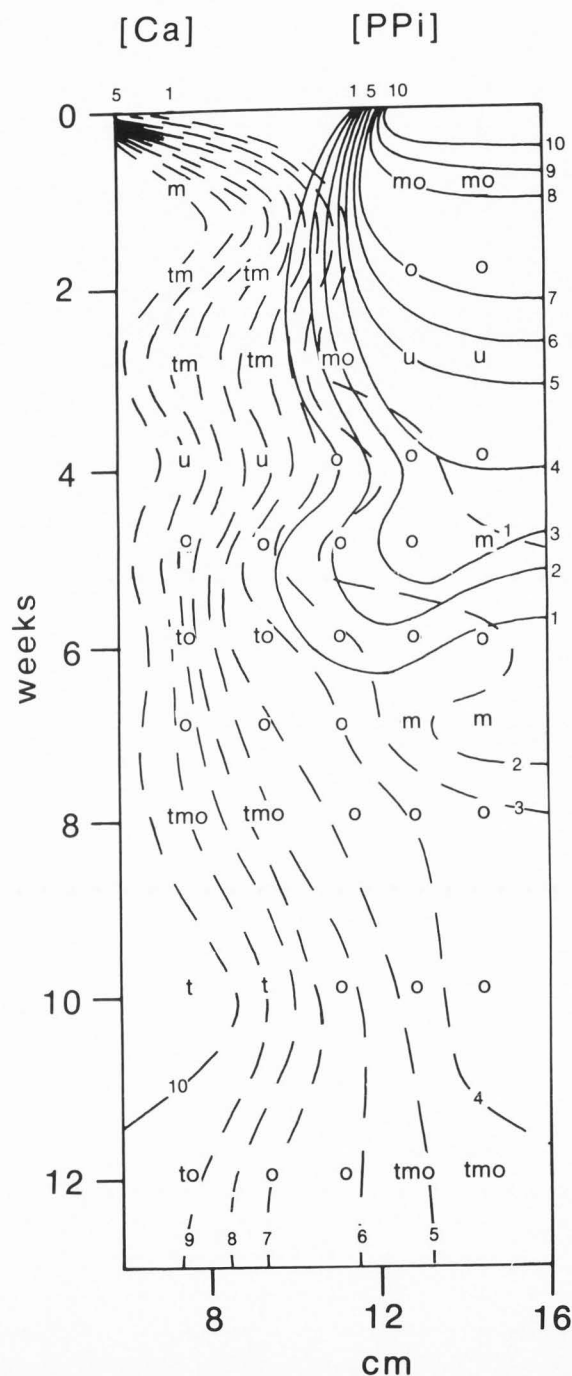 [Ca] [PPi]
5 1 1 5 10
0
10
mo mo 9
m 8
o o
tm tm
2 7
6
tm tm mo u u 5
u u o o o 4
4
o o o o m 1 3
2
to to o o o 1
6
o o o m m
2
tmo tmo o o o 3
8
t t o o o
10
10 4
to o o tmo tmo
12
9 8 7 6 5
8 12 16
cm
weeks